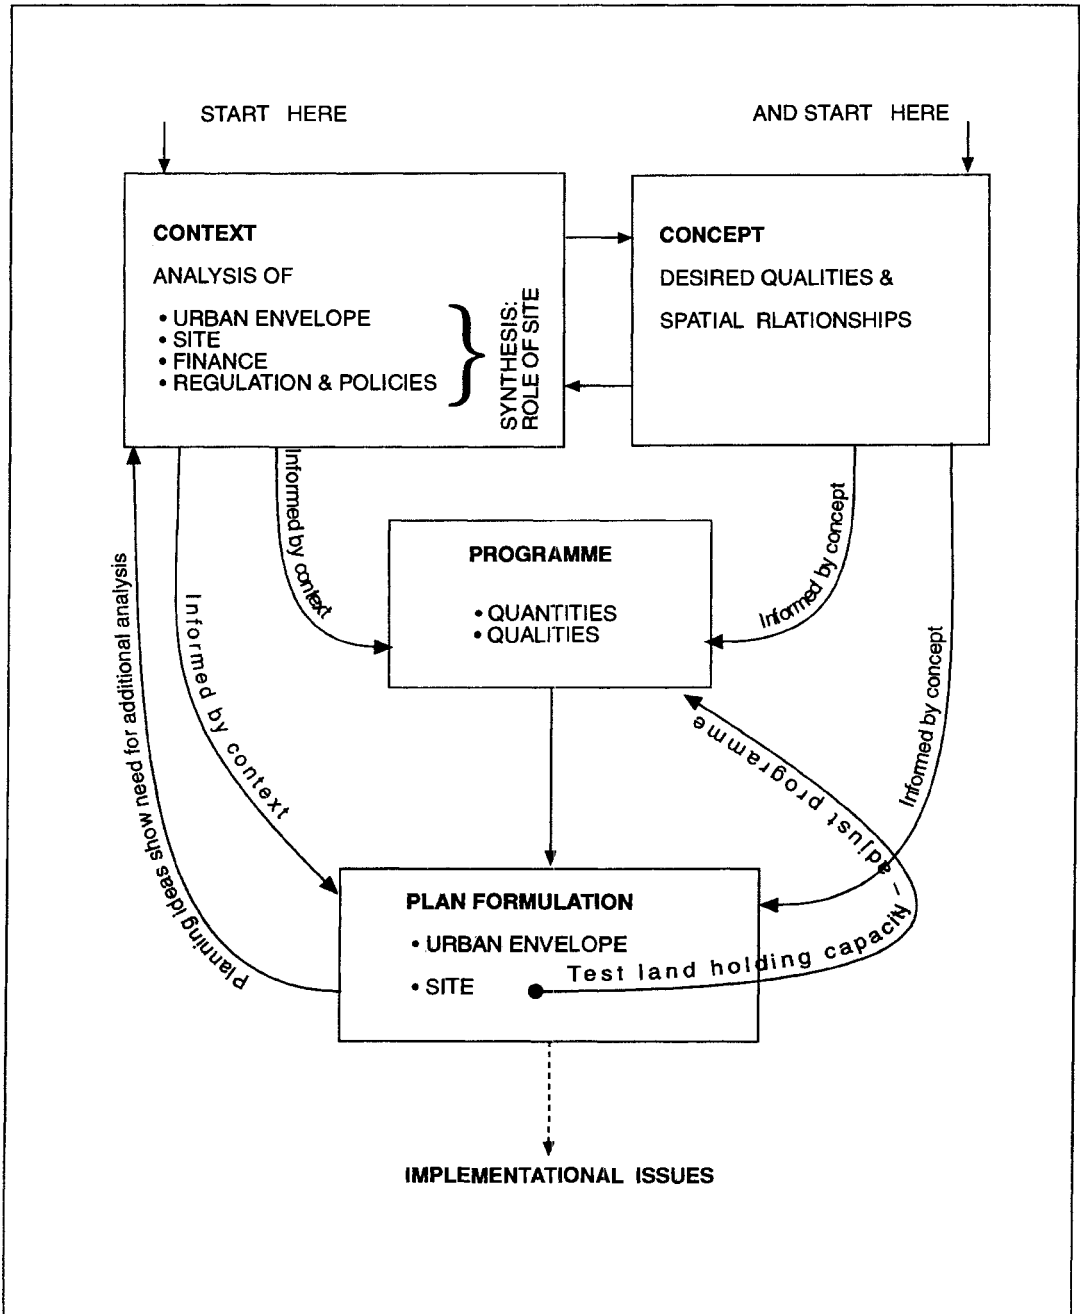 START HERE
AND START HERE
CONTEXT
ANALYSIS OF
• URBAN ENVELOPE
• SITE
• FINANCE
• REGULATION & POLICIES
SYNTHESIS:
ROLE OF SITE
CONCEPT
DESIRED QUALITIES &
SPATIAL RLATIONSHIPS
Informed by context
Informed by concept
PROGRAMME
• QUANTITIES
• QUALITIES
Planning ideas show need for additional analysis
Informed by context
Informed by concept
PLAN FORMULATION
• URBAN ENVELOPE
• SITE
Test land holding capacity – adjust programme
IMPLEMENTATIONAL ISSUES